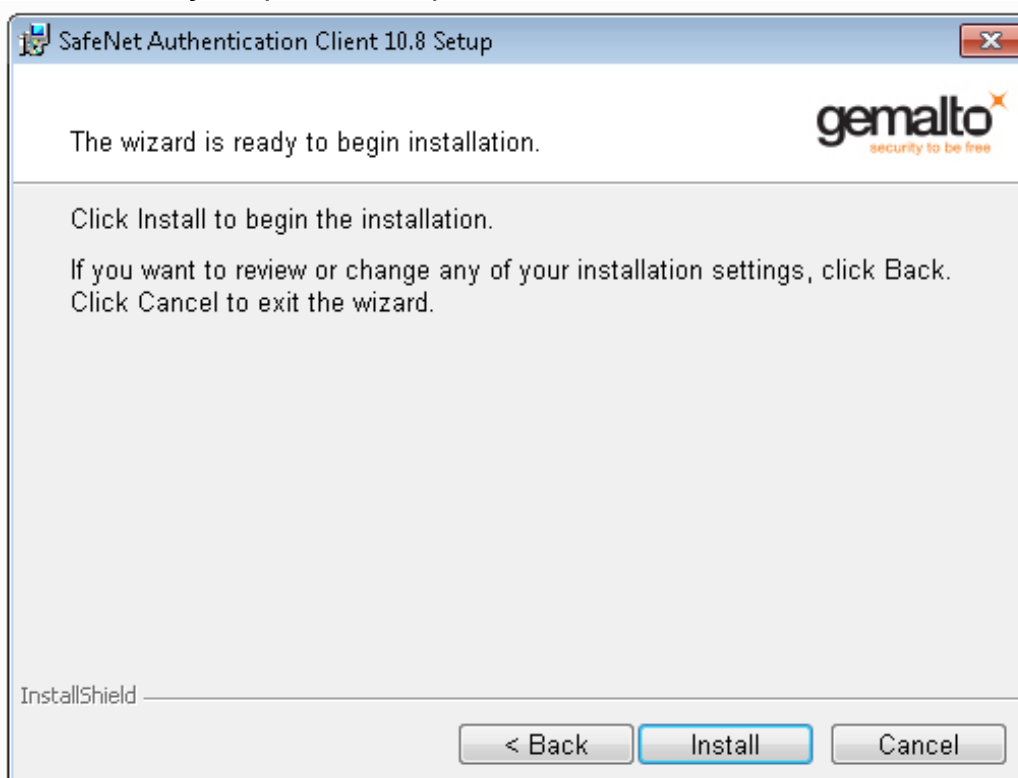 SafeNet Authentication Client 10.8 Setup
The wizard is ready to begin installation.
gemalto
security to be free
Click Install to begin the installation.
If you want to review or change any of your installation settings, click Back.
Click Cancel to exit the wizard.
InstallShield
< Back
Install
Cancel